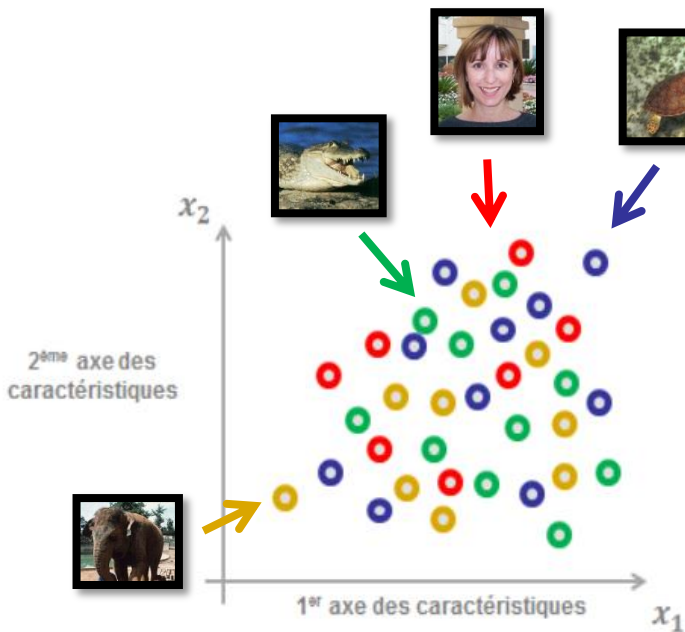 x₂
2ème axe des
caractéristiques
1er axe des caractéristiques
x₁